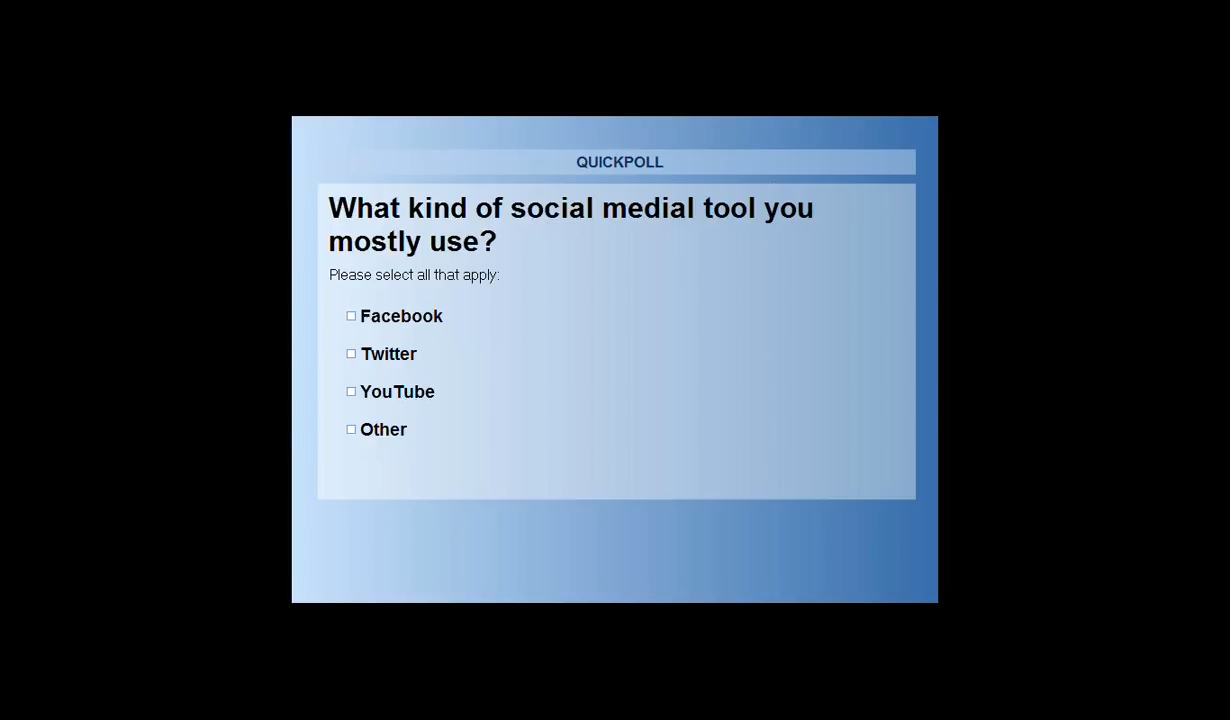 QUICKPOLL
What kind of social medial tool you
mostly use?
Please select all that apply:
Facebook
Twitter
YouTube
Other